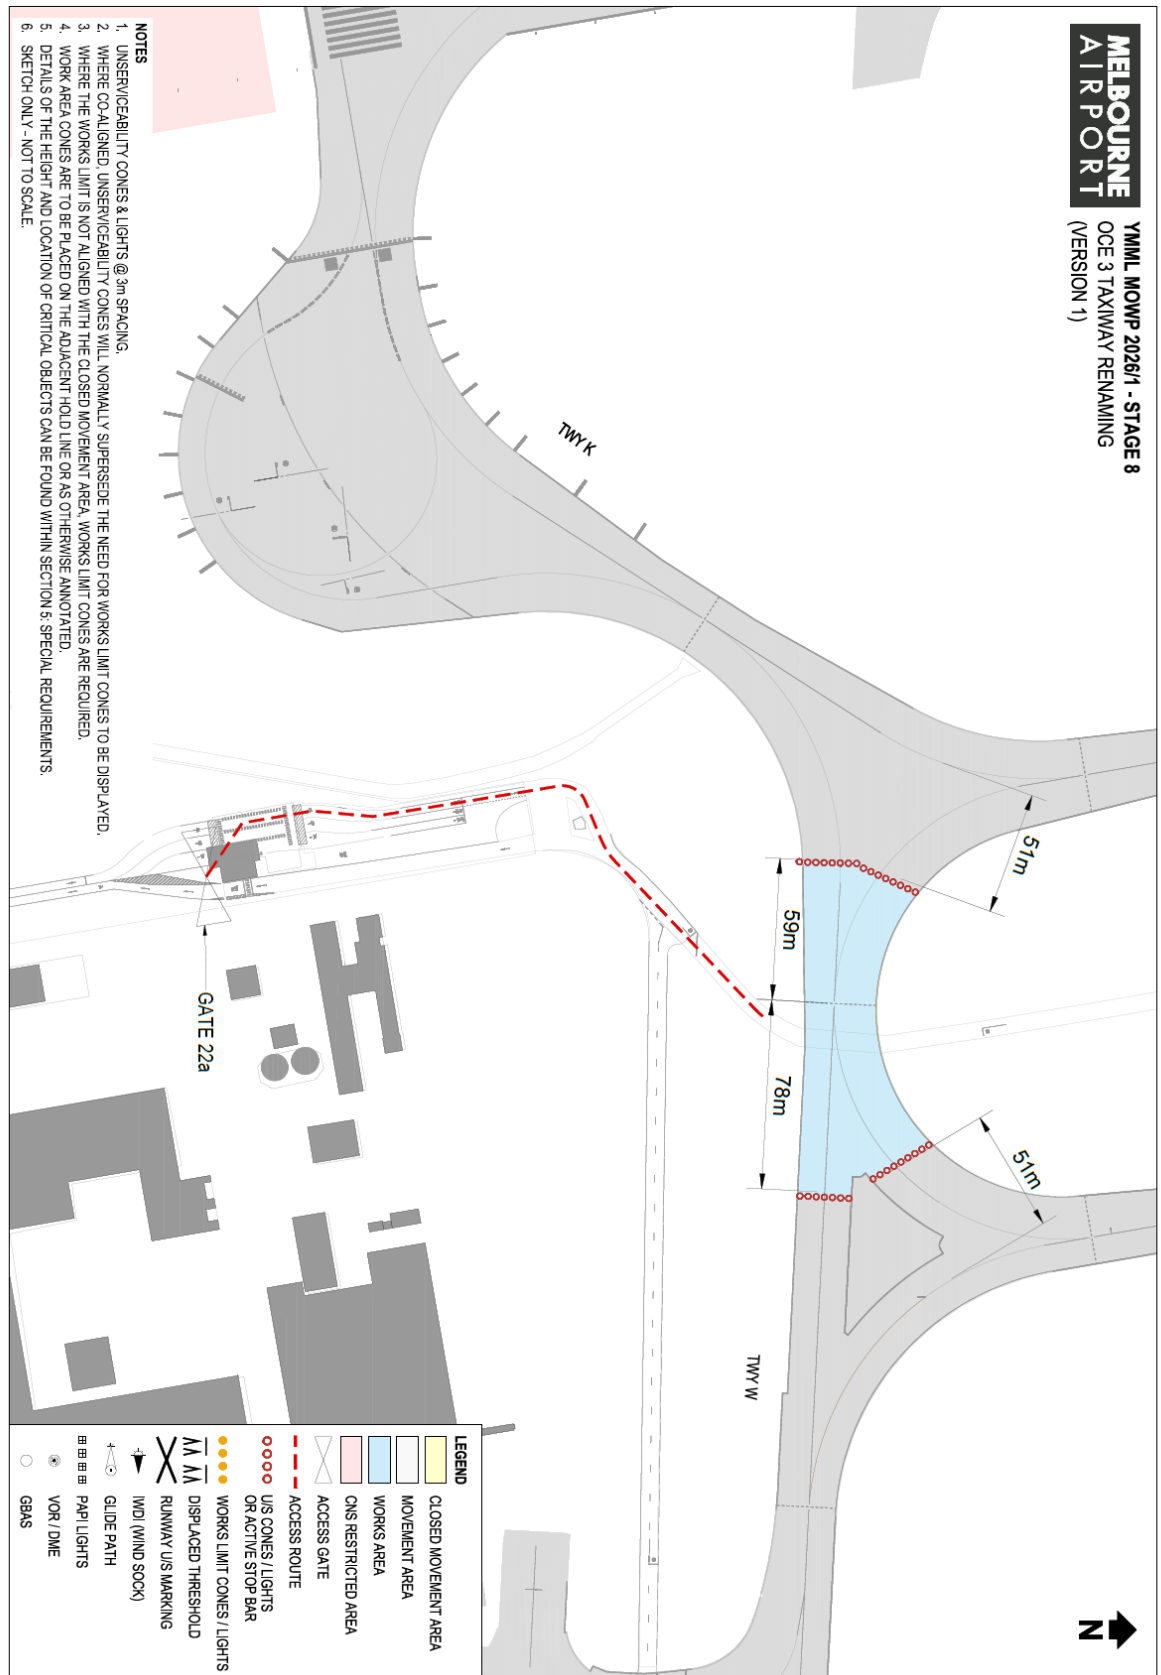 MELBOURNE
AIRPORT
YMML MOWP 2026/1 - STAGE 8
OCE 3 TAXIWAY RENAMING
(VERSION 1)
N
TWY K
51m
59m
78m
51m
TWY W
GATE 22a
NOTES
1. UNSERVICEABILITY CONES & LIGHTS @ 3m SPACING.
2. WHERE CO-ALIGNED, UNSERVICEABILITY CONES WILL NORMALLY SUPERSEDE THE NEED FOR WORKS LIMIT CONES TO BE DISPLAYED.
3. WHERE THE WORKS LIMIT IS NOT ALIGNED WITH THE CLOSED MOVEMENT AREA, WORKS LIMIT CONES ARE REQUIRED.
4. WORK AREA CONES ARE TO BE PLACED ON THE ADJACENT HOLD LINE OR AS OTHERWISE ANNOTATED.
5. DETAILS OF THE HEIGHT AND LOCATION OF CRITICAL OBJECTS CAN BE FOUND WITHIN SECTION 5: SPECIAL REQUIREMENTS.
6. SKETCH ONLY - NOT TO SCALE.
LEGEND
CLOSED MOVEMENT AREA
MOVEMENT AREA
WORKS AREA
CNS RESTRICTED AREA
ACCESS GATE
ACCESS ROUTE
U/S CONES / LIGHTS
OR ACTIVE STOP BAR
WORKS LIMIT CONES / LIGHTS
DISPLACED THRESHOLD
RUNWAY U/S MARKING
IWDI (WIND SOCK)
GLIDE PATH
PAPI LIGHTS
VOR / DME
GBAS